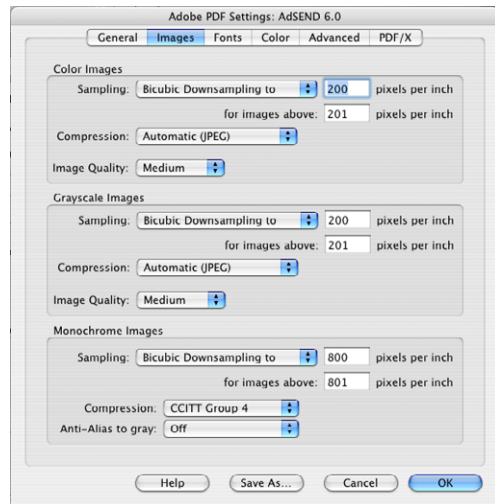 Adobe PDF Settings: AdSEND 6.0
General Images Fonts Color Advanced PDF/X
Color Images
Sampling: Bicubic Downsampling to 200 pixels per inch
for images above: 201 pixels per inch
Compression: Automatic (JPEG)
Image Quality: Medium
Grayscale Images
Sampling: Bicubic Downsampling to 200 pixels per inch
for images above: 201 pixels per inch
Compression: Automatic (JPEG)
Image Quality: Medium
Monochrome Images
Sampling: Bicubic Downsampling to 800 pixels per inch
for images above: 801 pixels per inch
Compression: CCITT Group 4
Anti-Alias to gray: Off
Help Save As... Cancel OK